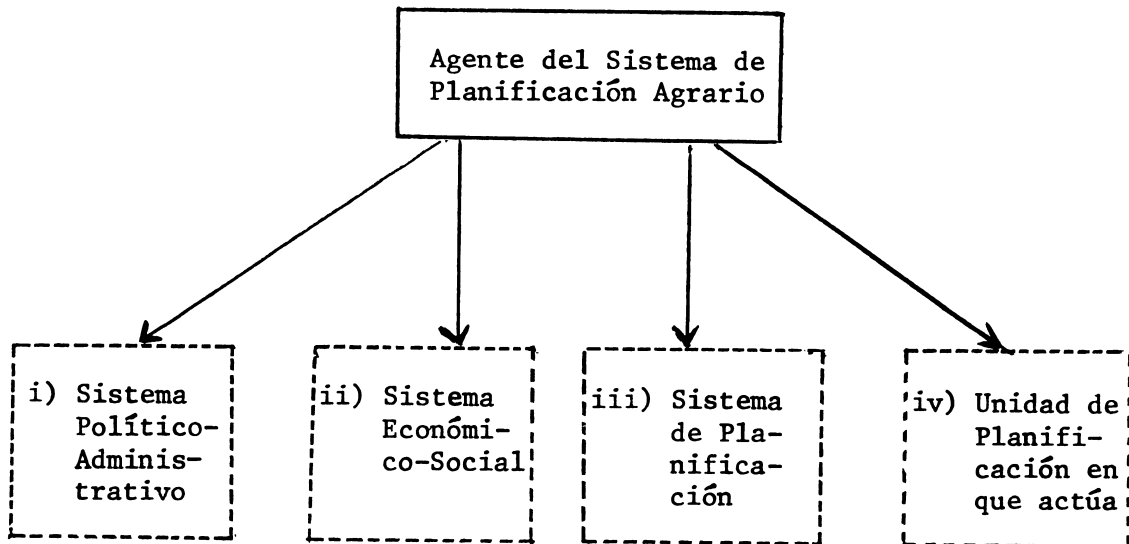 Agente del Sistema de
Planificación Agrario
i) Sistema
Político-
Adminis-
trativo
ii) Sistema
Económi-
co-Social
iii) Sistema
de Pla-
nifica-
ción
iv) Unidad de
Planifi-
cación en
que actúa